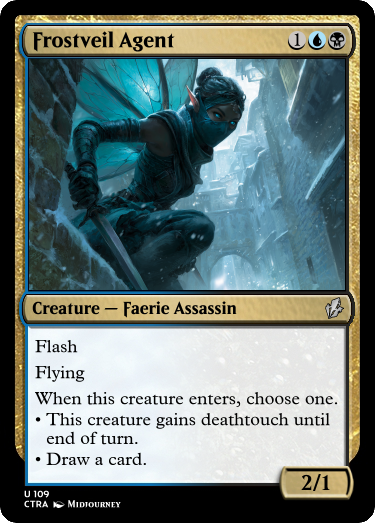 Frostveil Agent 1
Creature — Faerie Assassin
Flash
Flying
When this creature enters, choose one.
• This creature gains deathtouch until
end of turn.
• Draw a card.
2/1
U 109
CTRA Midjourney